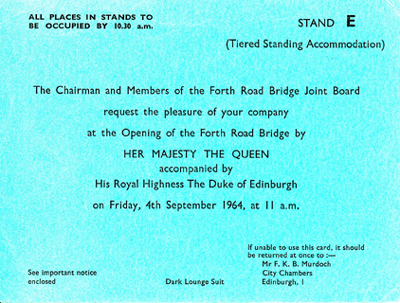 ALL PLACES IN STANDS TO
BE OCCUPIED BY 10.30 a.m.
STAND E
(Tiered Standing Accommodation)
The Chairman and Members of the Forth Road Bridge Joint Board
request the pleasure of your company
at the Opening of the Forth Road Bridge by
HER MAJESTY THE QUEEN
accompanied by
His Royal Highness The Duke of Edinburgh
on Friday, 4th September 1964, at 11 a.m.
If unable to use this card, it should
be returned at once to :—
Mr F. K. B. Murdoch
City Chambers
Edinburgh, 1
See important notice
enclosed
Dark Lounge Suit